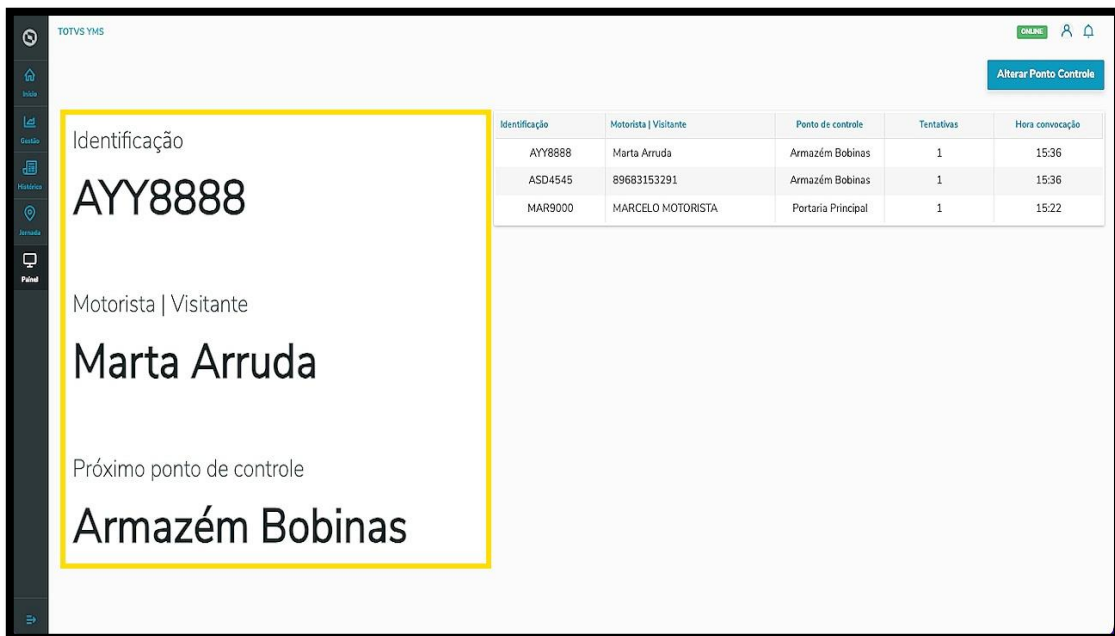 TOTVS YMS
ONLINE
Alterar Ponto Controle
Início
Gestão
Histórico
Jornada
Painel
Identificação
AYY8888
Motorista | Visitante
Marta Arruda
Próximo ponto de controle
Armazém Bobinas
Identificação Motorista | Visitante Ponto de controle Tentativas Hora convocação
AYY8888 Marta Arruda Armazém Bobinas 1 15:36
ASD4545 89683153291 Armazém Bobinas 1 15:36
MAR9000 MARCELO MOTORISTA Portaria Principal 1 15:22